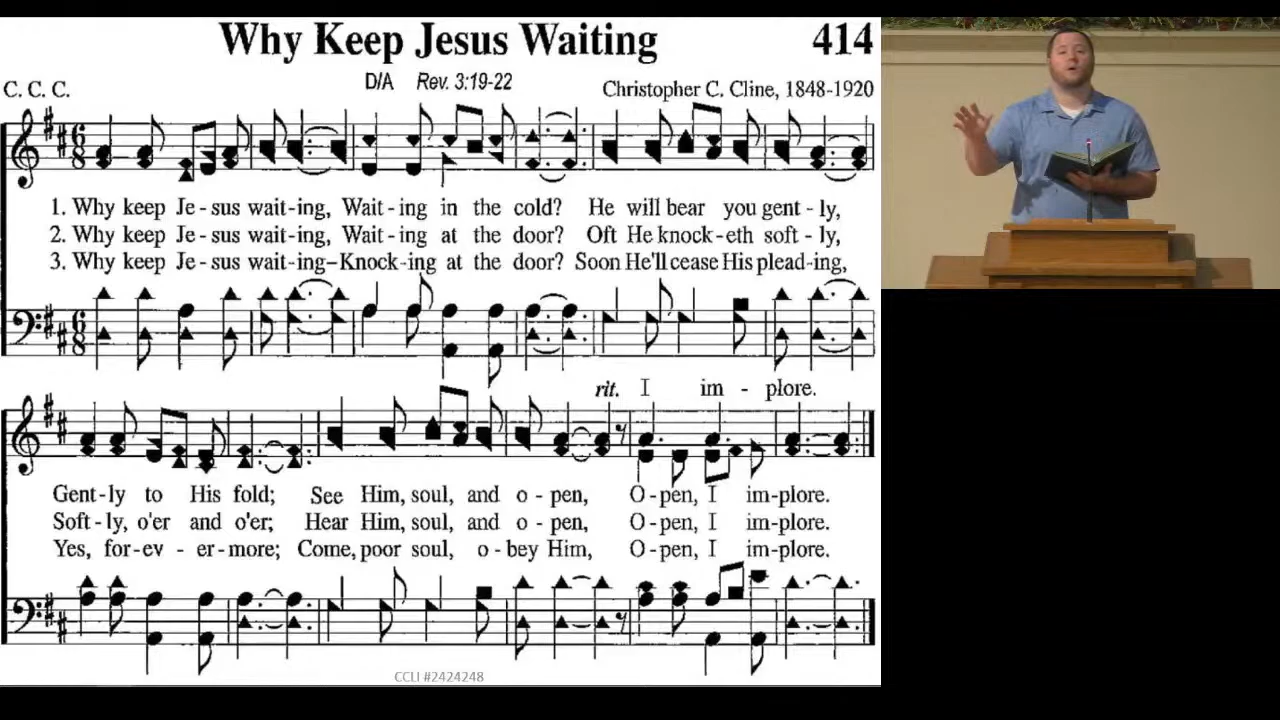 Why Keep Jesus Waiting 414
D/A Rev. 3:19-22
C. C. C. Christopher C. Cline, 1848-1920
1. Why keep Je - sus wait-ing, Wait - ing in the cold? He will bear you gent - ly,
2. Why keep Je - sus wait-ing, Wait - ing at the door? Oft He knock-eth soft - ly,
3. Why keep Je - sus wait-ing–Knock-ing at the door? Soon He'll cease His plead-ing,
rit. I im - plore.
Gent-ly to His fold; See Him, soul, and o - pen, O-pen, I im-plore.
Soft-ly, o'er and o'er; Hear Him, soul, and o - pen, O-pen, I im-plore.
Yes, for-ev - er-more; Come, poor soul, o-bey Him, O-pen, I im-plore.
CCLI #2424248